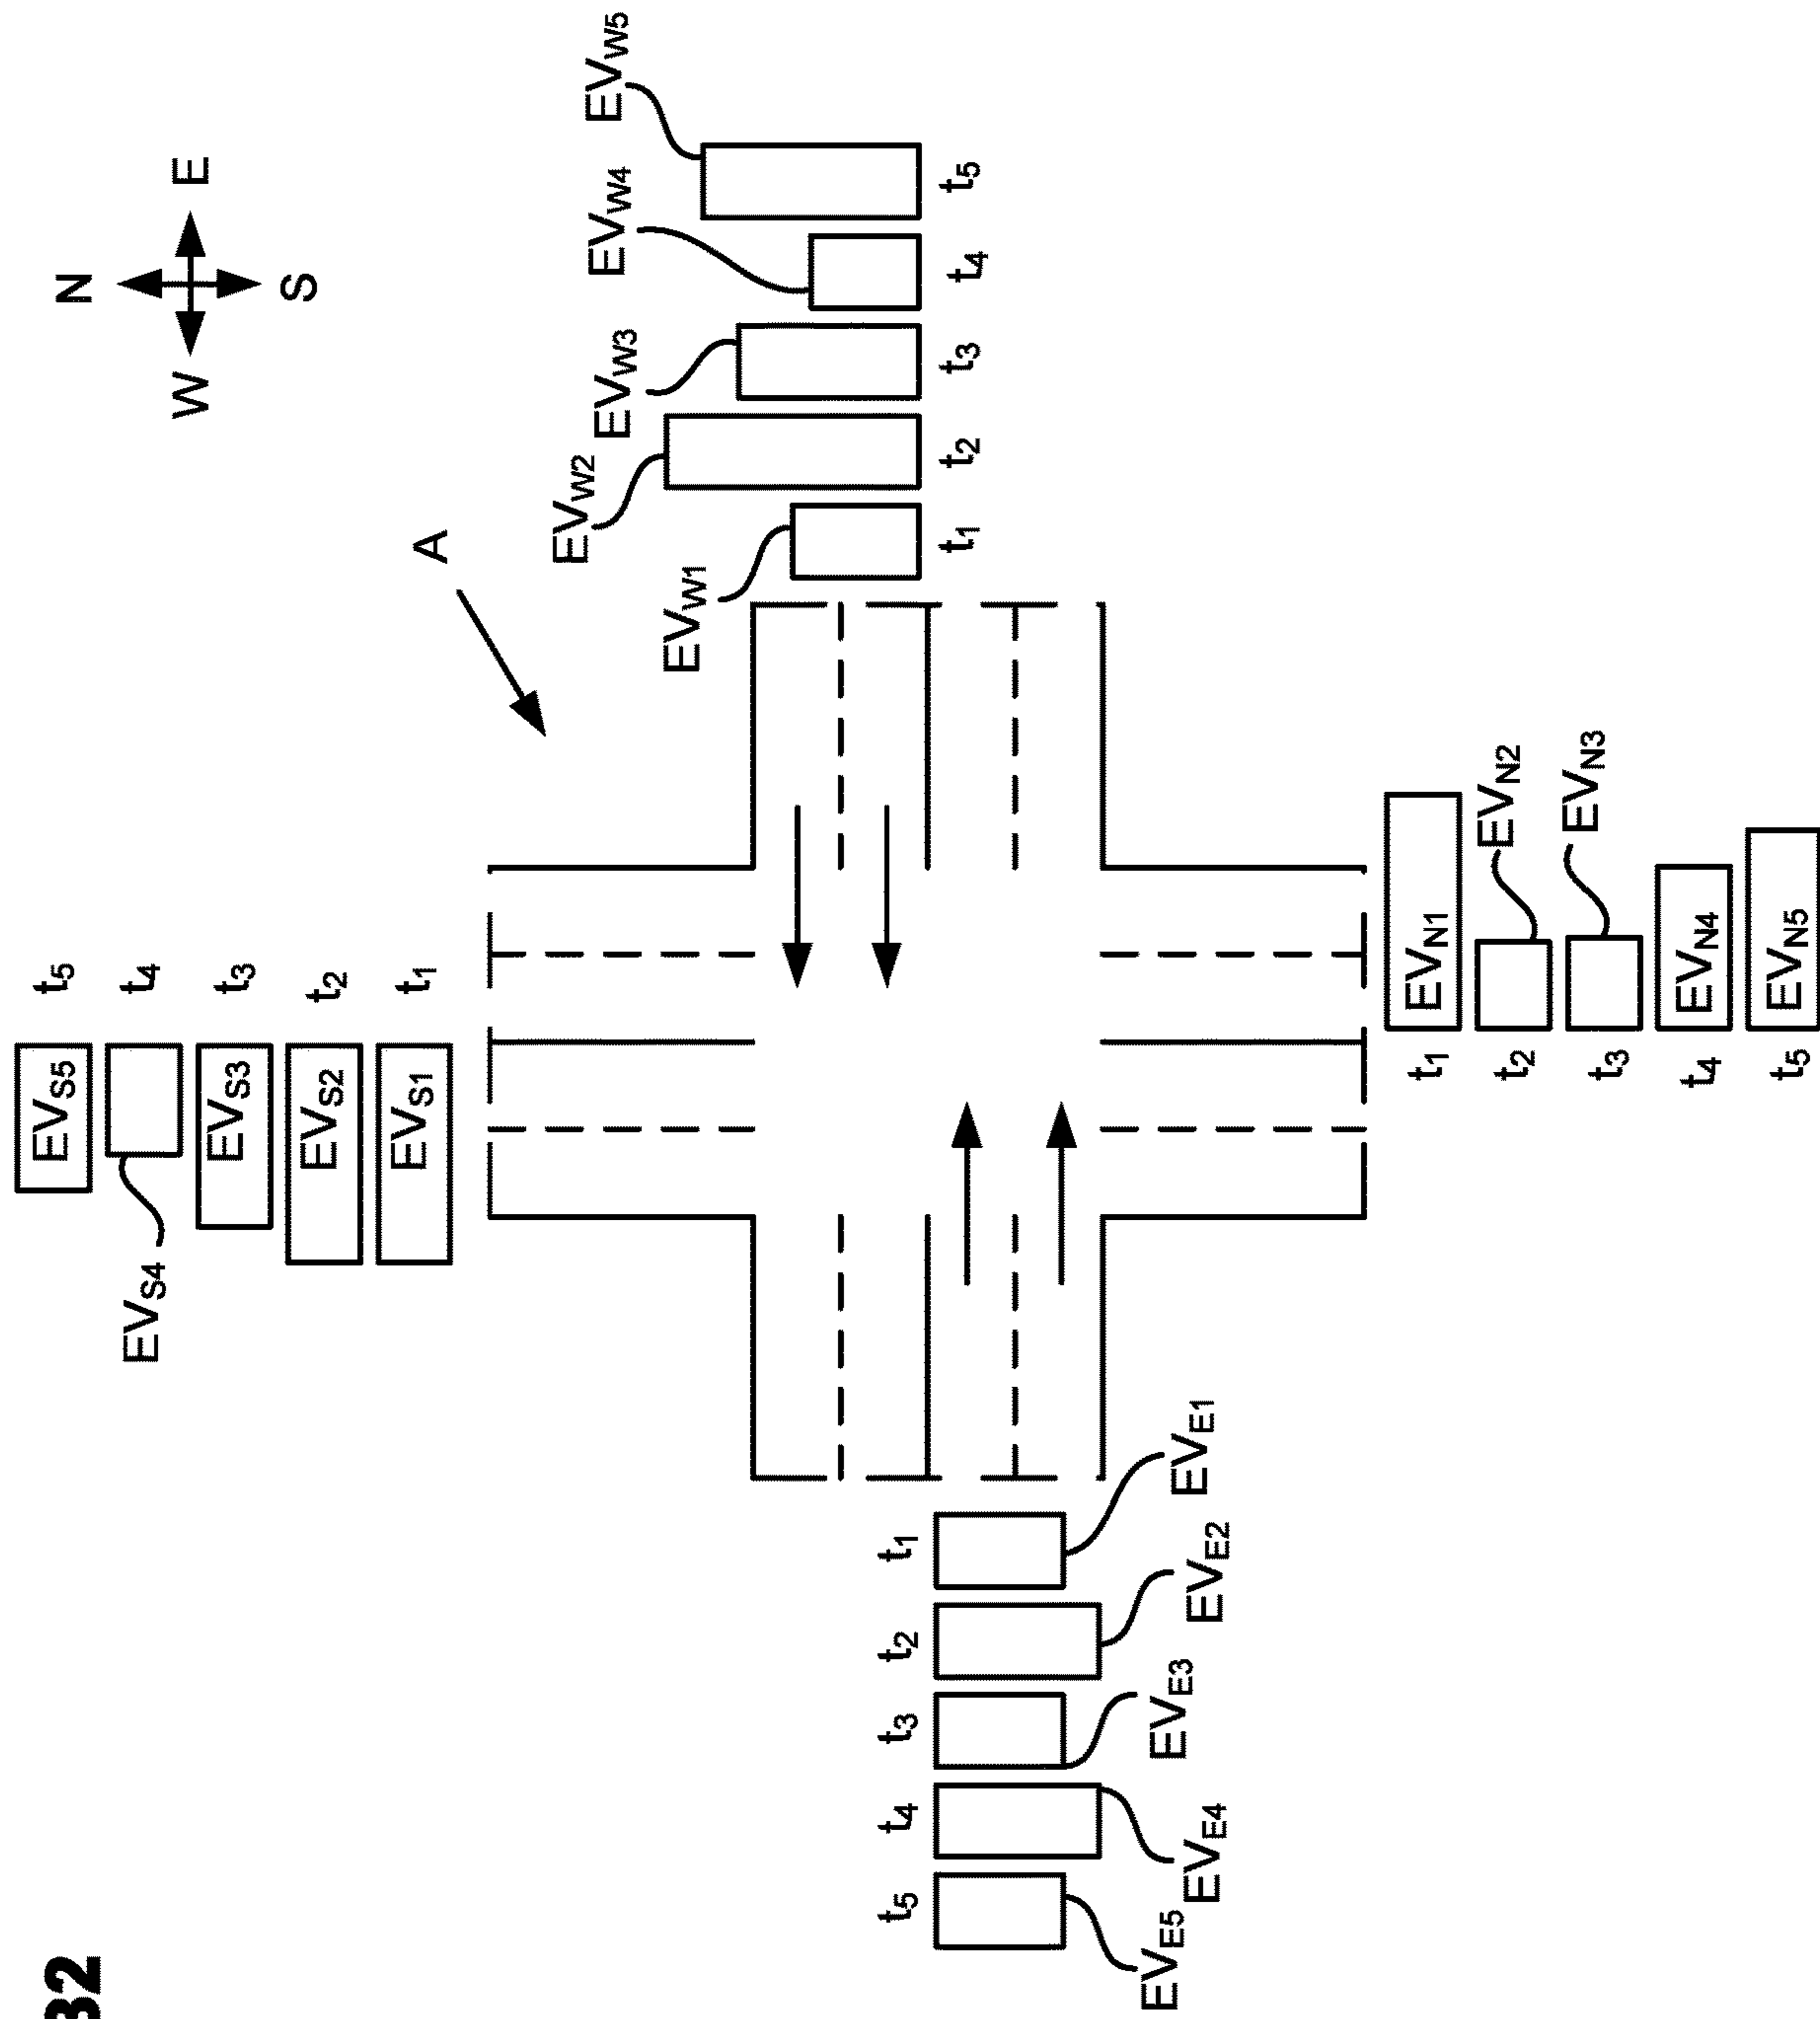 N
W E
S
EVS5 t5
EVS4 t4
EVS3 t3
EVS2 t2
EVS1 t1
A
EVW1
EVW2
EVW3
EVW4
EVW5
t1 t2 t3 t4 t5
t5 t4 t3 t2 t1
EVE5
EVE4
EVE3
EVE2
EVE1
t1 EVN1
t2 EVN2
t3 EVN3
t4 EVN4
t5 EVN5